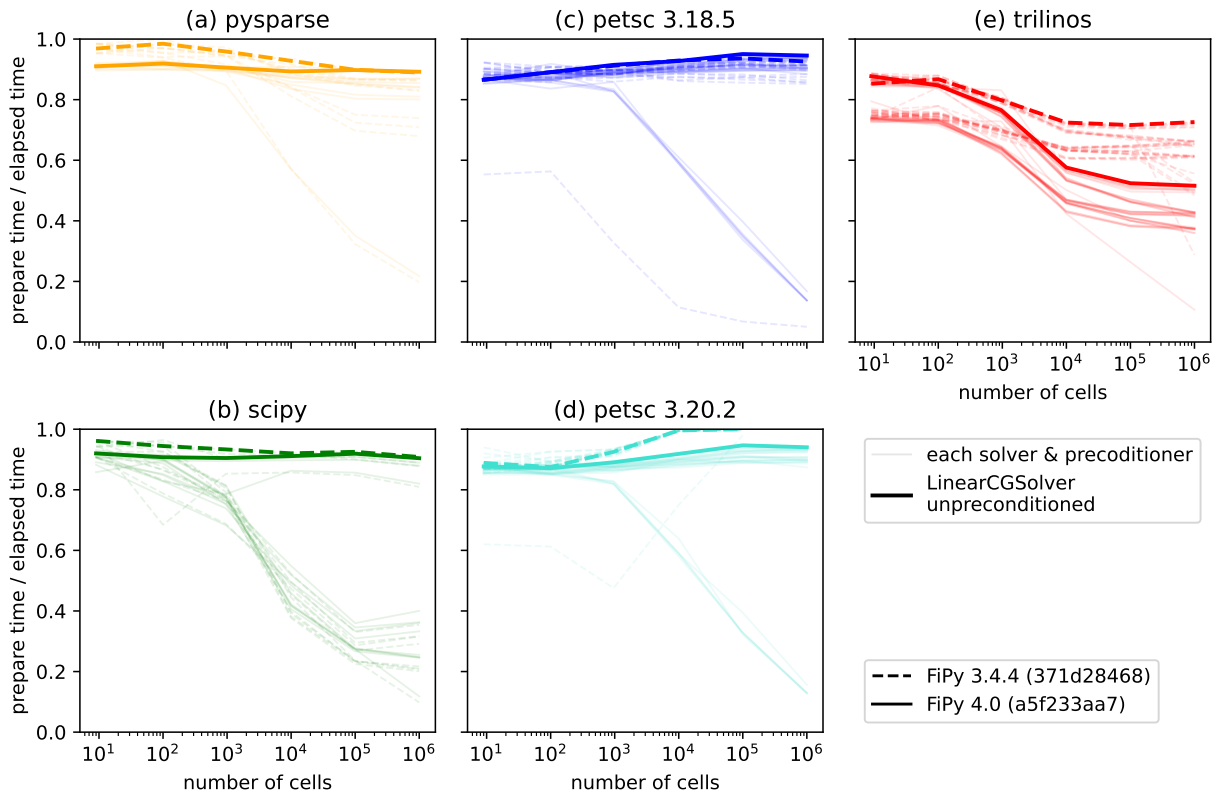 (a) pysparse
(c) petsc 3.18.5
(e) trilinos
prepare time / elapsed time
1.0
0.8
0.6
0.4
0.2
0.0
10¹ 10² 10³ 10⁴ 10⁵ 10⁶
number of cells
(b) scipy
(d) petsc 3.20.2
prepare time / elapsed time
1.0
0.8
0.6
0.4
0.2
0.0
10¹ 10² 10³ 10⁴ 10⁵ 10⁶
number of cells
10¹ 10² 10³ 10⁴ 10⁵ 10⁶
number of cells
each solver & precoditioner
LinearCGSolver
unpreconditioned
FiPy 3.4.4 (371d28468)
FiPy 4.0 (a5f233aa7)